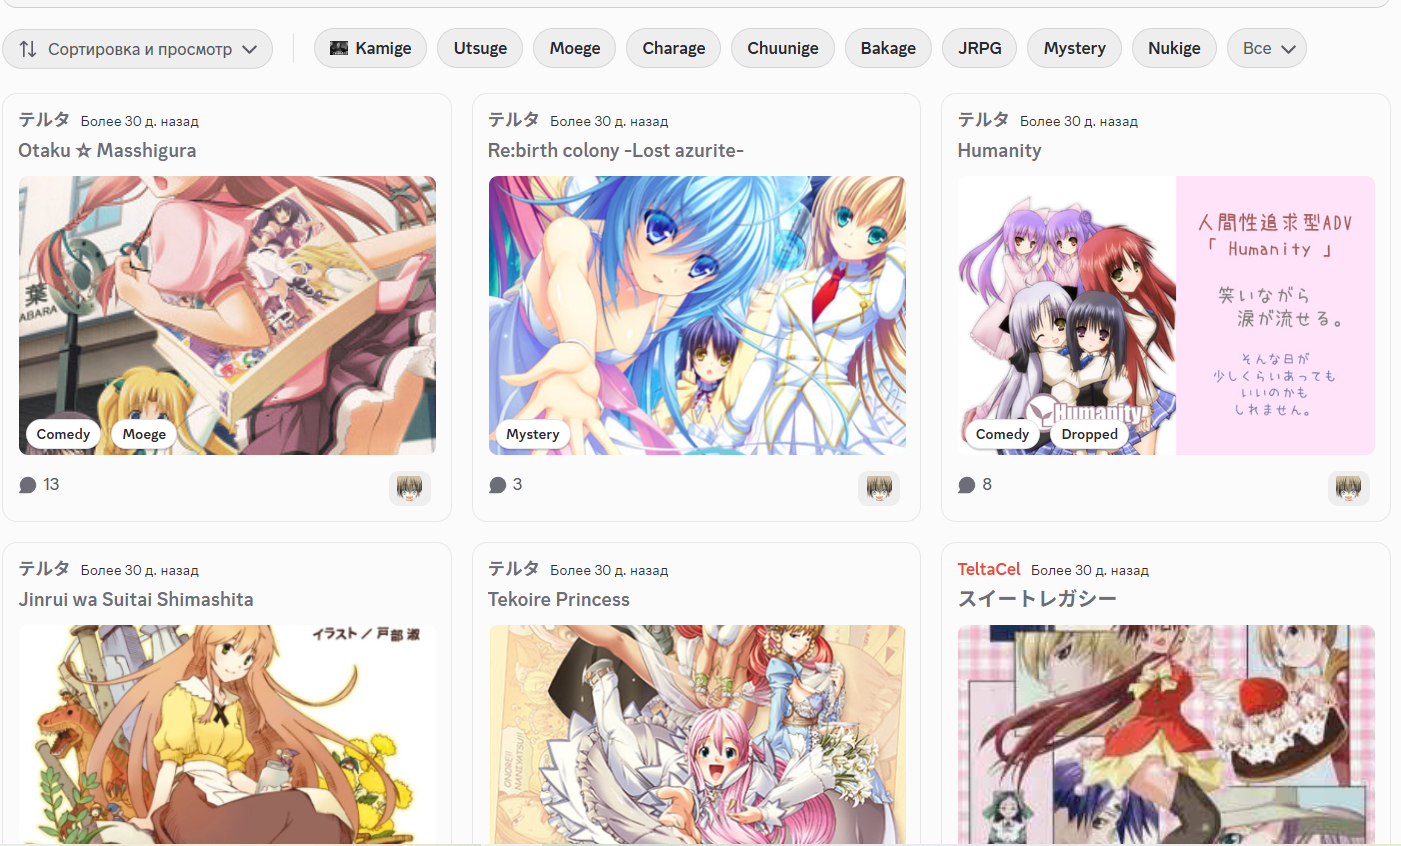 Сортировка и просмотр
Kamige
Utsuge
Moege
Charage
Chuunige
Bakage
JRPG
Mystery
Nukige
Все
テルタ Более 30 д. назад
Otaku ☆ Masshigura
葉
ABARA
Comedy
Moege
13
テルタ Более 30 д. назад
Re:birth colony -Lost azurite-
Mystery
3
テルタ Более 30 д. назад
Humanity
人間性追求型ADV
「 Humanity 」
笑いながら
涙が流せる。
そんな日が
少しくらいあっても
いいのかも
しれません。
Humanity
Comedy
Dropped
8
テルタ Более 30 д. назад
Jinrui wa Suitai Shimashita
イラスト／戸部 淑
テルタ Более 30 д. назад
Tekoire Princess
ONOREI!
NANIYATSU!!
TeltaCel Более 30 д. назад
スイートレガシー